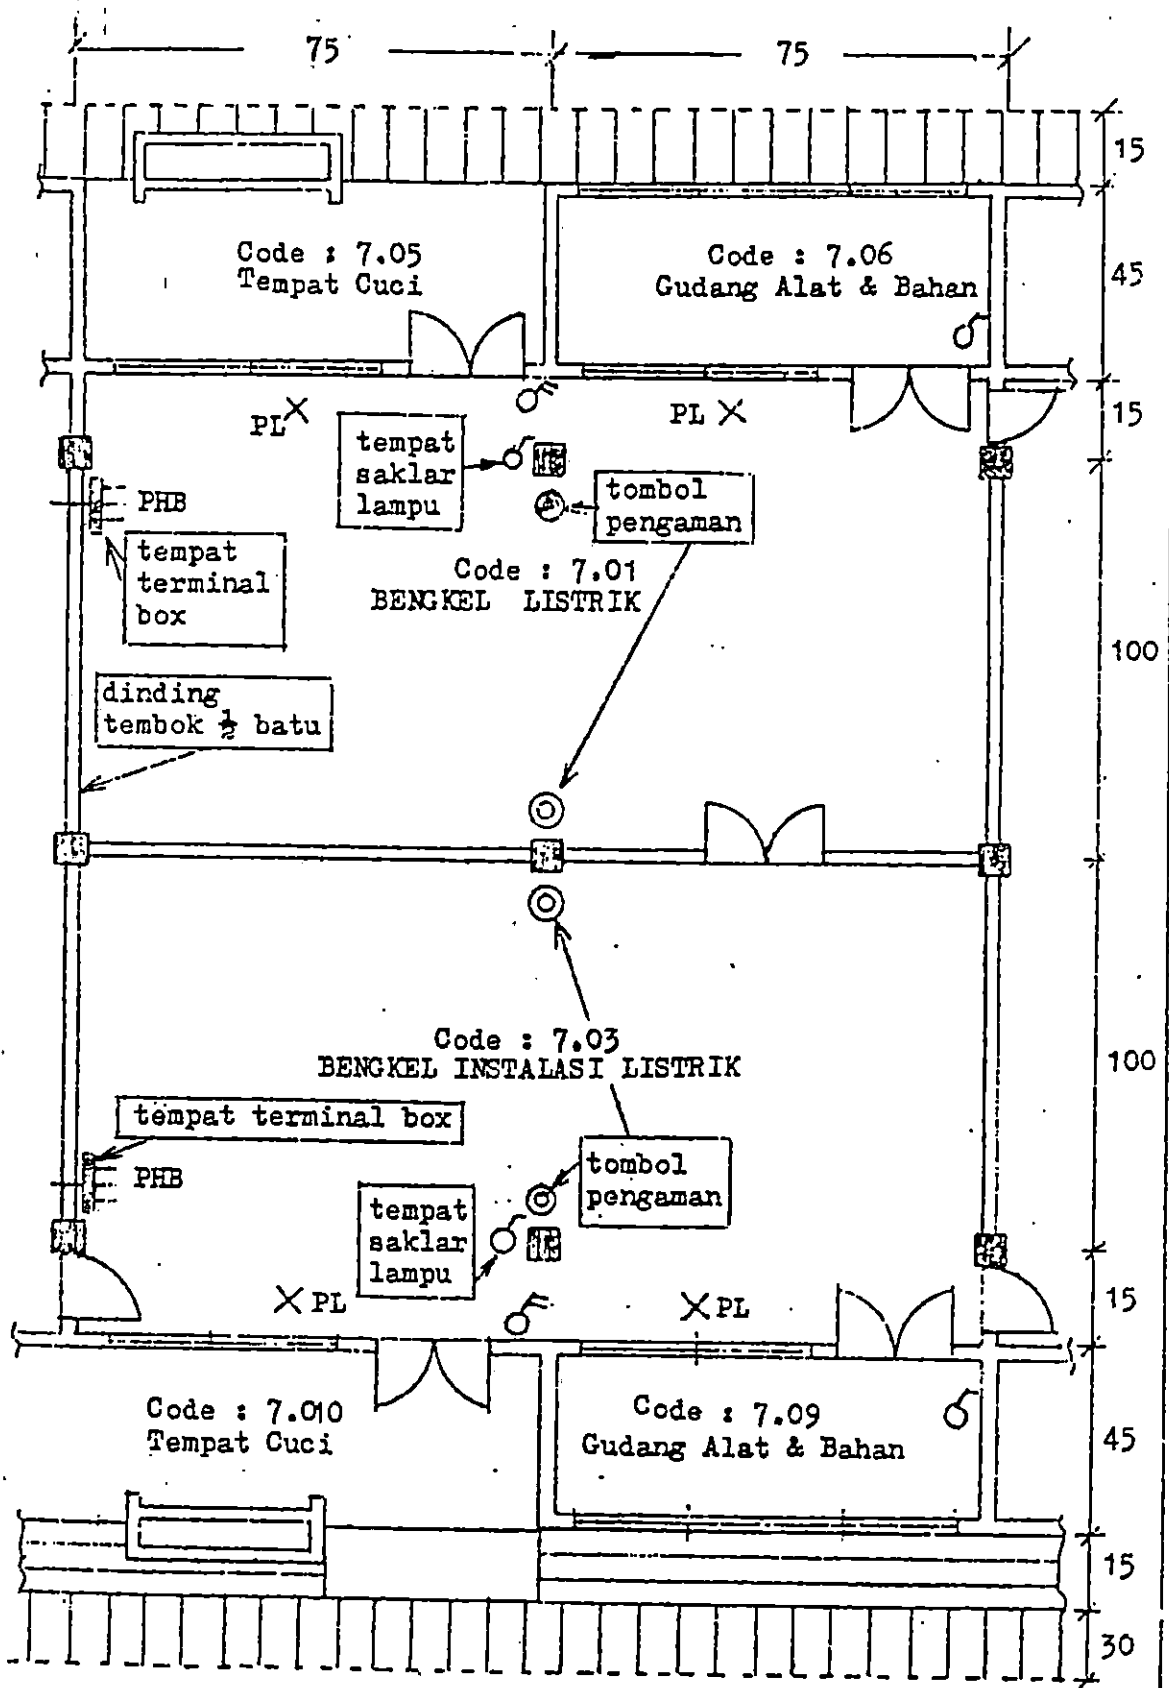 75
75
15
Code : 7.05
Tempat Cuci
Code : 7.06
Gudang Alat & Bahan
45
PL
tempat
saklar
lampu
PL
15
PHB
tombol
pengaman
tempat
terminal
box
Code : 7.01
BENGKEL LISTRIK
100
dinding
tembok ½ batu
Code : 7.03
BENGKEL INSTALASI LISTRIK
100
tempat terminal box
PHB
tombol
pengaman
tempat
saklar
lampu
PL
PL
15
Code : 7.010
Tempat Cuci
Code : 7.09
Gudang Alat & Bahan
45
15
30